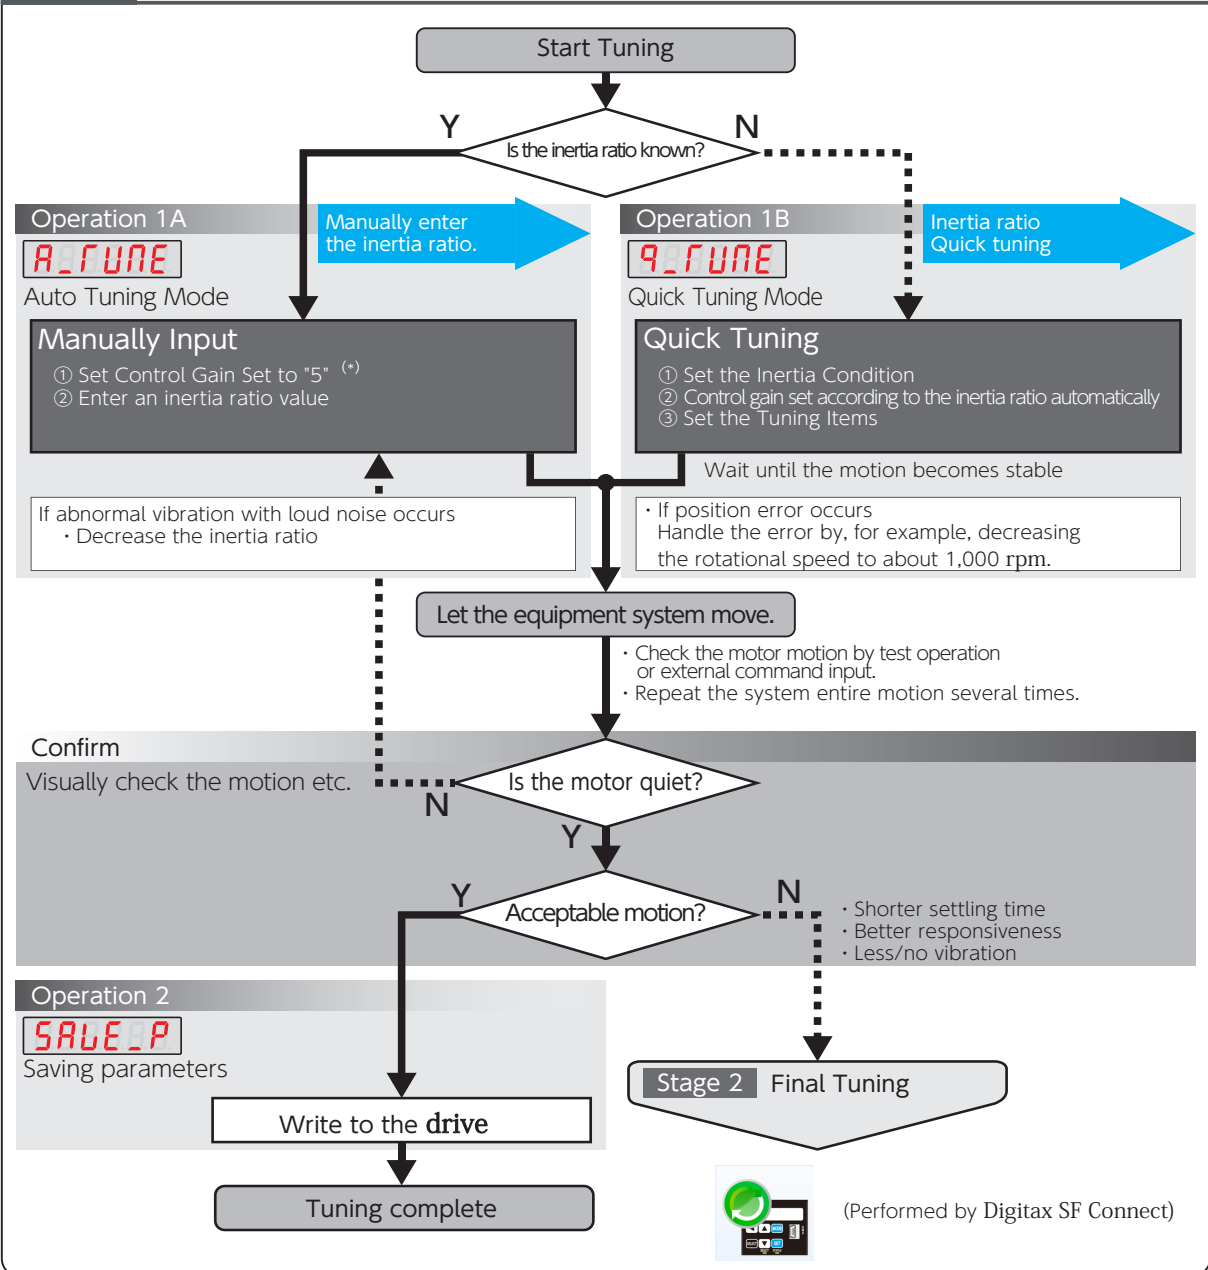 Start Tuning
Y
N
Is the inertia ratio known?
Operation 1A
Manually enter
the inertia ratio.
A_TUNE
Auto Tuning Mode
Manually Input
① Set Control Gain Set to "5" (*)
② Enter an inertia ratio value
If abnormal vibration with loud noise occurs
・Decrease the inertia ratio
Operation 1B
Inertia ratio
Quick tuning
q_TUNE
Quick Tuning Mode
Quick Tuning
① Set the Inertia Condition
② Control gain set according to the inertia ratio automatically
③ Set the Tuning Items
Wait until the motion becomes stable
・If position error occurs
Handle the error by, for example, decreasing
the rotational speed to about 1,000 rpm.
Let the equipment system move.
・Check the motor motion by test operation
or external command input.
・Repeat the system entire motion several times.
Confirm
Visually check the motion etc.
Is the motor quiet?
N
Y
Y
N
Acceptable motion?
・Shorter settling time
・Better responsiveness
・Less/no vibration
Operation 2
SAvE_P
Saving parameters
Write to the drive
Tuning complete
Stage 2 Final Tuning
(Performed by Digitax SF Connect)
MODE
SELECT
SET